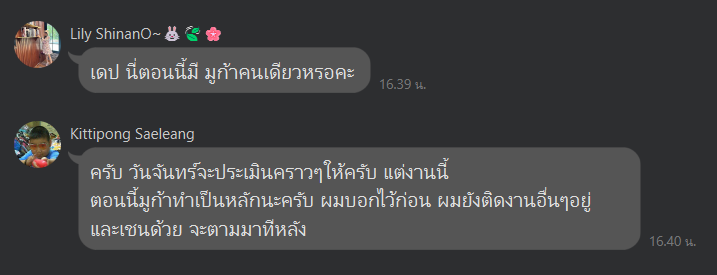 Lily ShinanO~🐰🌿🌸
เดป นี่ตอนนี้มี มูก้าคนเดียวหรอคะ
16.39 น.
Kittipong Saeleang
ครับ วันจันทร์จะประเมินคราวๆให้ครับ แต่งานนี้
ตอนนี้มูก้าทำเป็นหลักนะครับ ผมบอกไว้ก่อน ผมยังติดงานอื่นๆอยู่
และเชนด้วย จะตามมาทีหลัง
16.40 น.